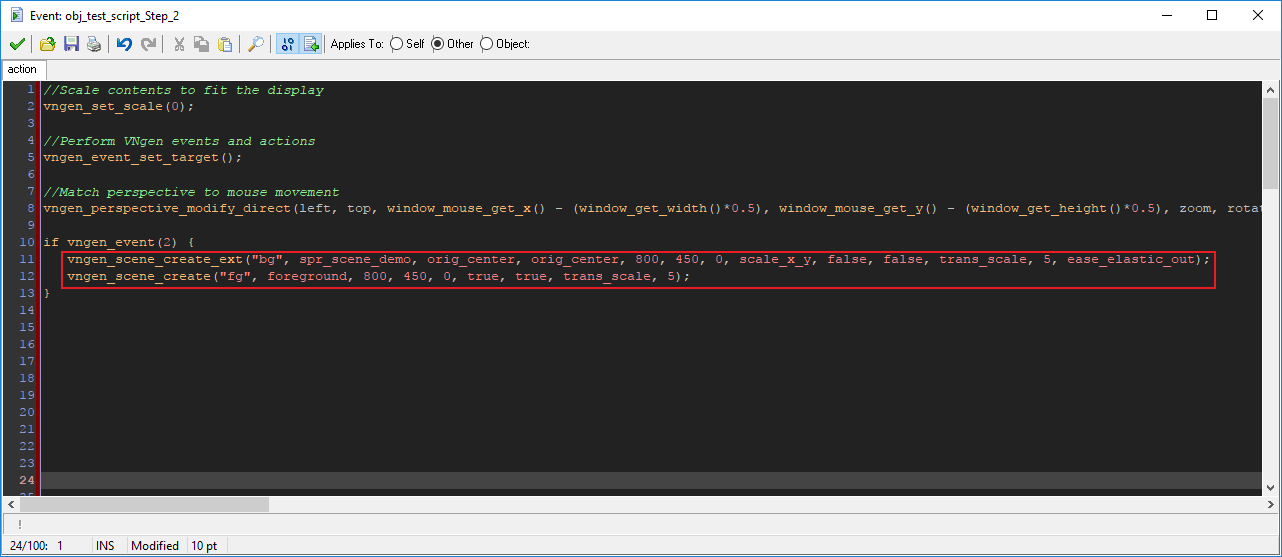 Event: obj_test_script_Step_2
Applies To: Self Other Object:
action
1 //Scale contents to fit the display
2 vngen_set_scale(0);
3
4 //Perform VNgen events and actions
5 vngen_event_set_target();
6
7 //Match perspective to mouse movement
8 vngen_perspective_modify_direct(left, top, window_mouse_get_x() - (window_get_width()*0.5), window_mouse_get_y() - (window_get_height()*0.5), zoom, rotat
9
10 if vngen_event(2) {
11 vngen_scene_create_ext("bg", spr_scene_demo, orig_center, orig_center, 800, 450, 0, scale_x_y, false, false, trans_scale, 5, ease_elastic_out);
12 vngen_scene_create("fg", foreground, 800, 450, 0, true, true, trans_scale, 5);
13 }
14
15
16
17
18
19
20
21
22
23
24
25
!
24/100: 1 INS Modified 10 pt